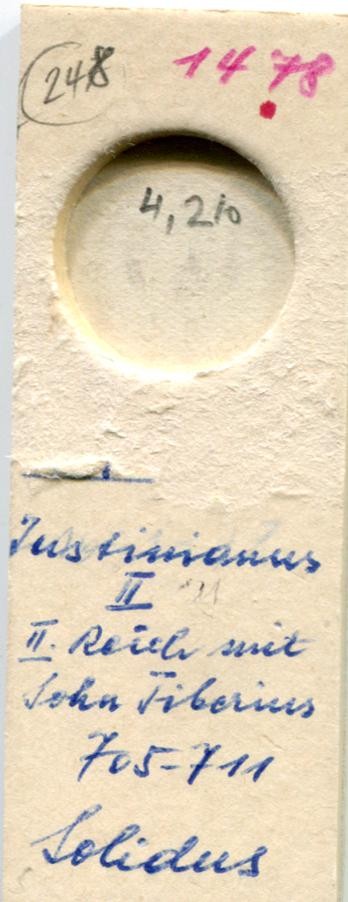 248
1478
4,210
Justinianus
II
II. Reich mit
Sohn Tiberius
705-711
Solidus